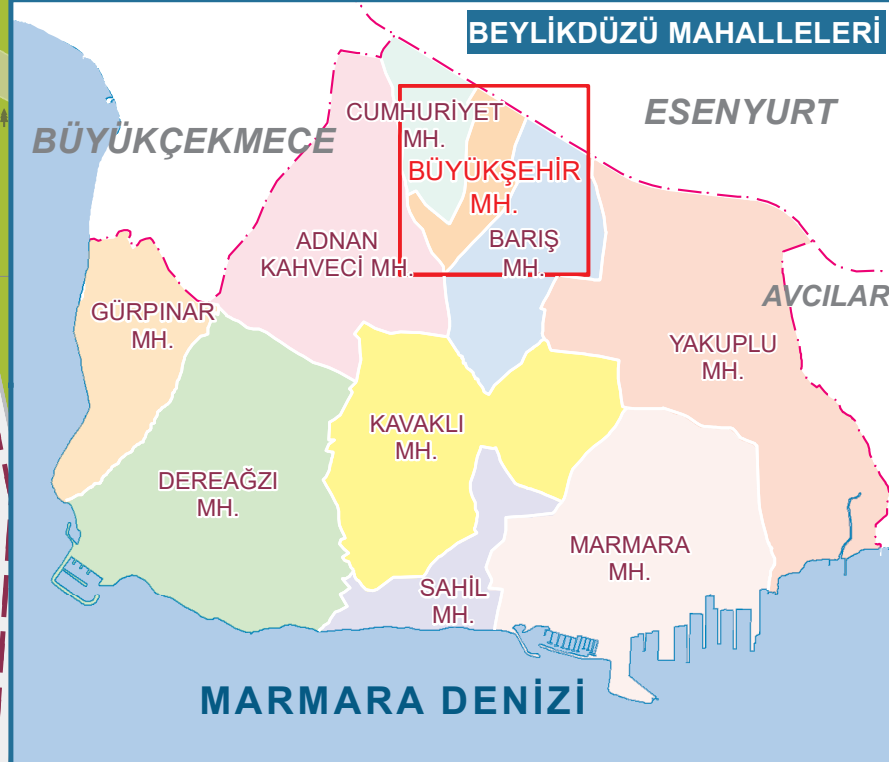 BEYLİKDÜZÜ MAHALLELERİ
CUMHURİYET
MH.
ESENYURT
BÜYÜKÇEKMECE
BÜYÜKŞEHİR
MH.
ADNAN
KAHVECİ MH.
BARIŞ
MH.
AVCILAR
GÜRPINAR
MH.
YAKUPLU
MH.
KAVAKLI
MH.
DEREAĞZI
MH.
MARMARA
MH.
SAHİL
MH.
MARMARA DENİZİ